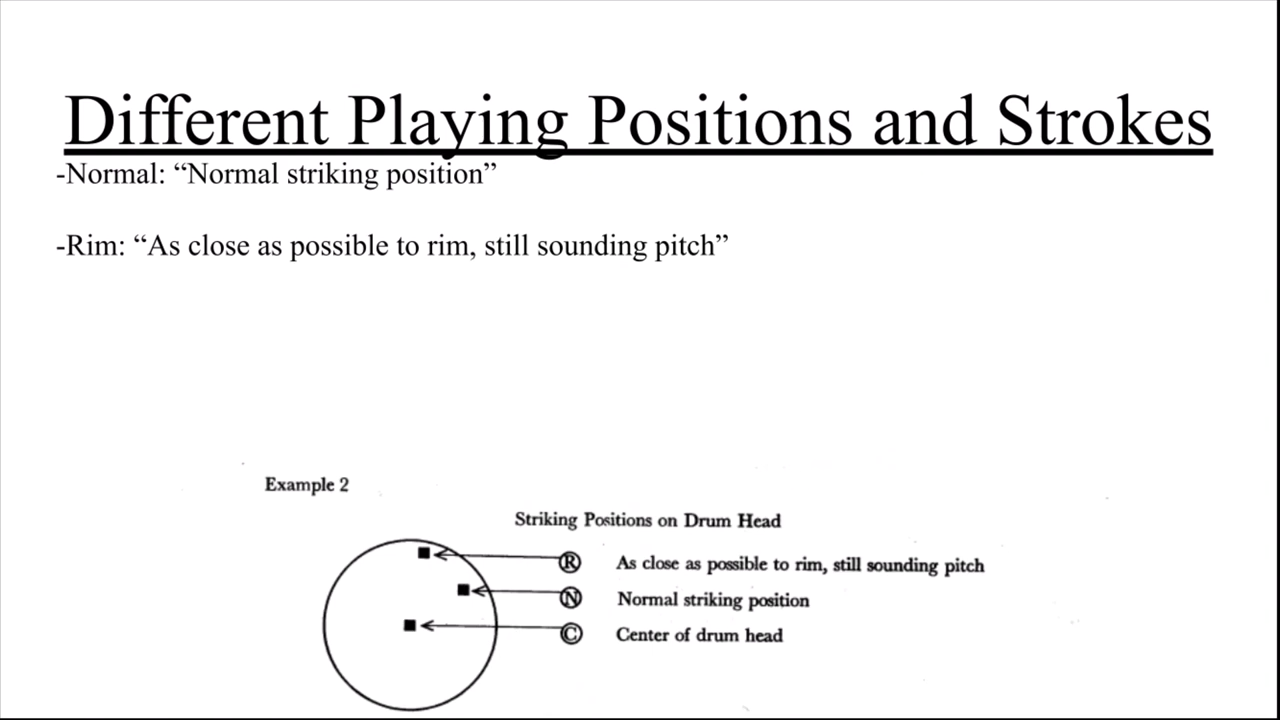 Different Playing Positions and Strokes
-Normal: “Normal striking position”
-Rim: “As close as possible to rim, still sounding pitch”
Example 2
Striking Positions on Drum Head
Ⓡ As close as possible to rim, still sounding pitch
Ⓝ Normal striking position
Ⓒ Center of drum head